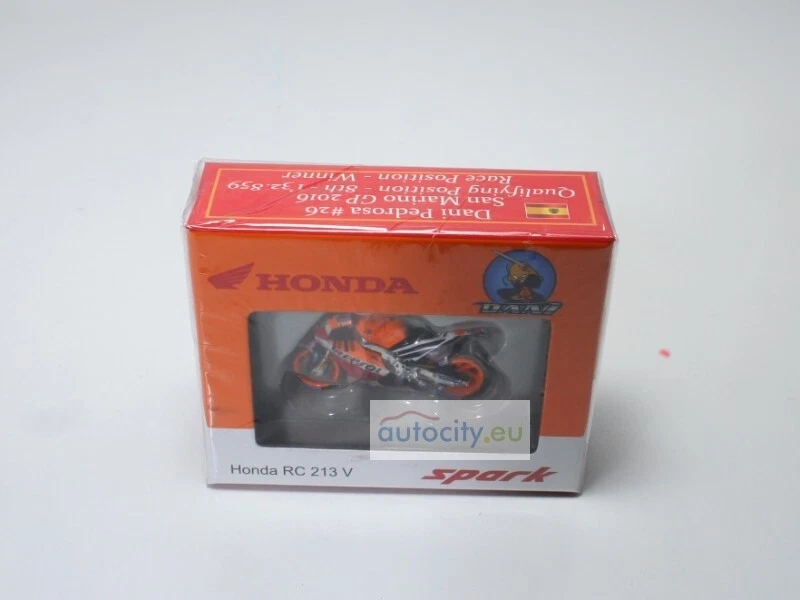 Dani Pedrosa #26
San Marino GP 2016
Qualifying Position - 8th - 1'32.859
Race Position - Winner
HONDA
DANI
REPSOL
autocity.eu
Honda RC 213 V
spark